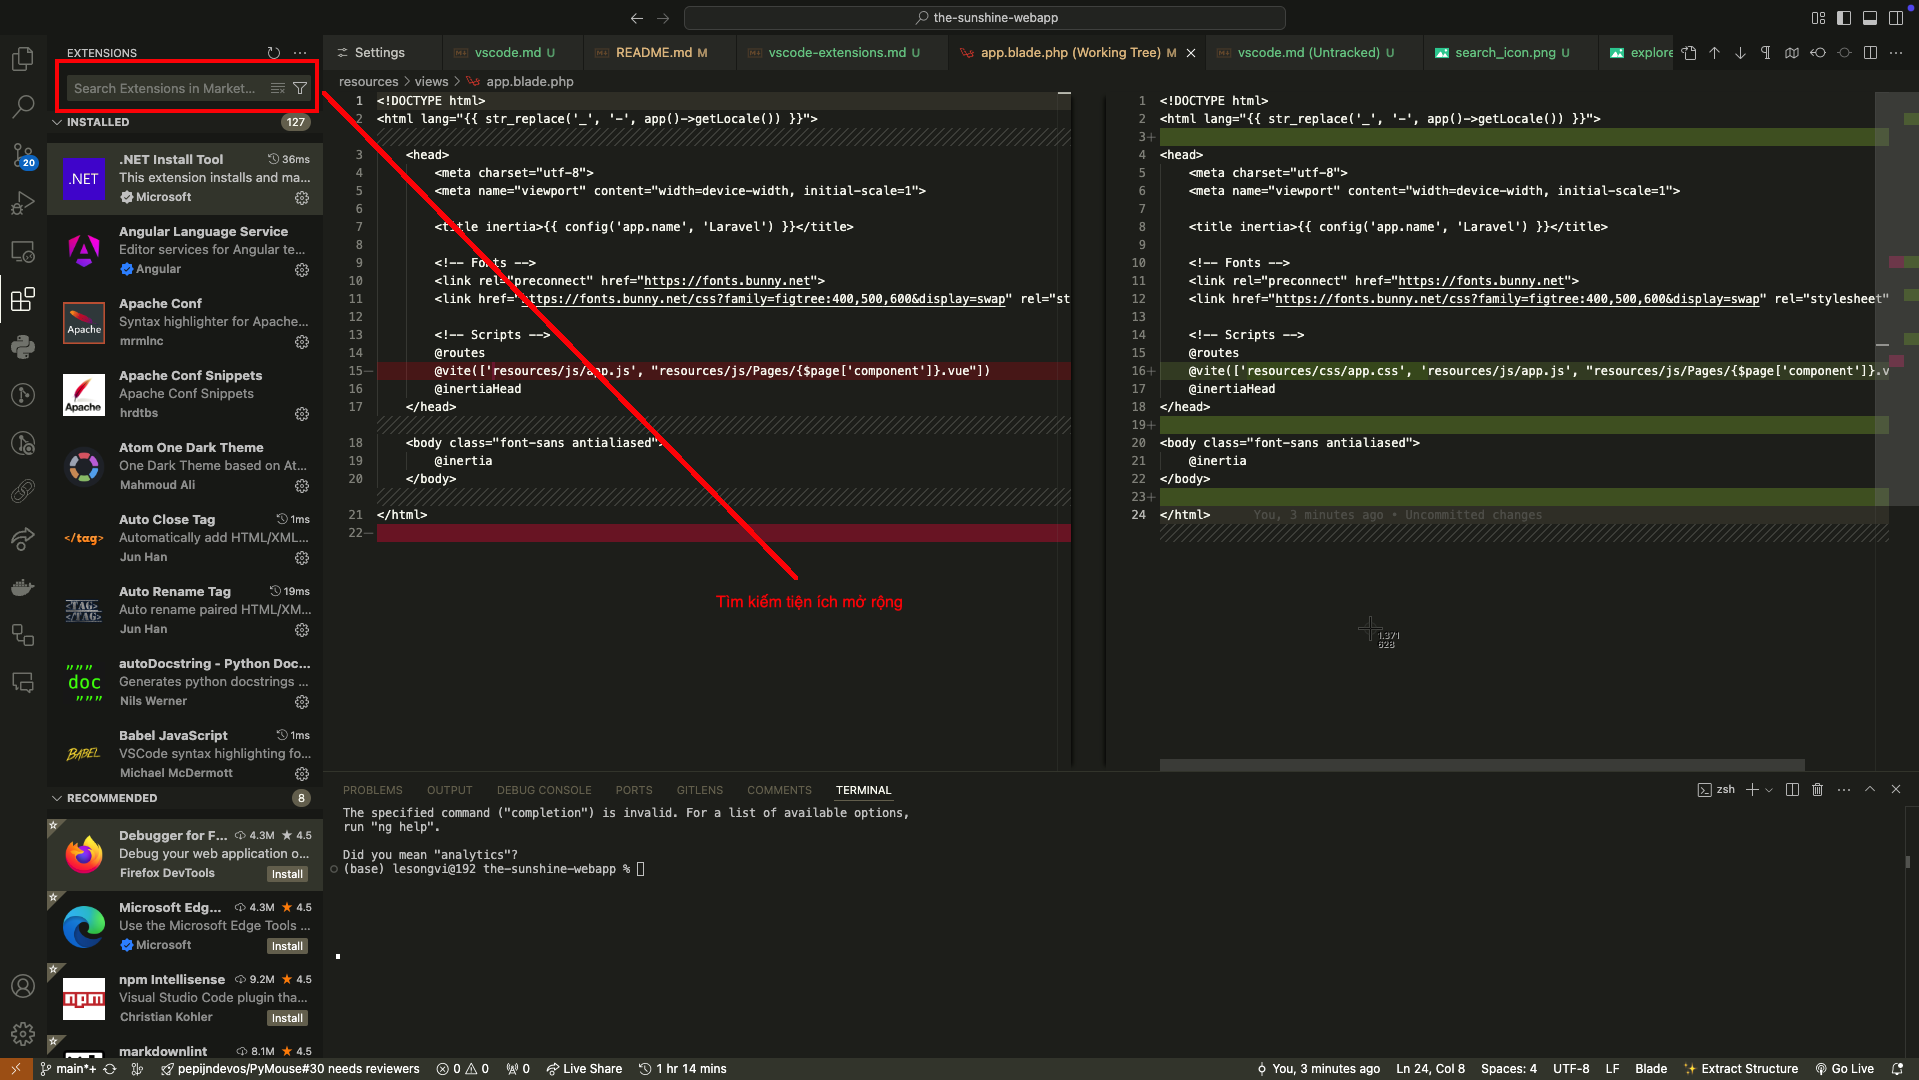 the-sunshine-webapp
EXTENSIONS
Search Extensions in Market...
INSTALLED 127
.NET
.NET Install Tool 36ms
This extension installs and ma...
Microsoft
Angular Language Service
Editor services for Angular te...
Angular
Apache
Apache Conf
Syntax highlighter for Apache...
mrmlnc
Apache
Apache Conf Snippets
Apache Conf Snippets
hrdtbs
Atom One Dark Theme
One Dark Theme based on At...
Mahmoud Ali
</tag>
Auto Close Tag 1ms
Automatically add HTML/XML...
Jun Han
<TAG>
</TAG>
Auto Rename Tag 19ms
Auto rename paired HTML/XM...
Jun Han
"""
doc
"""
autoDocstring - Python Doc...
Generates python docstrings ...
Nils Werner
BABEL
Babel JavaScript 1ms
VSCode syntax highlighting fo...
Michael McDermott
RECOMMENDED 8
Debugger for F... 4.3M 4.5
Debug your web application o...
Firefox DevTools Install
Microsoft Edg... 4.3M 4.5
Use the Microsoft Edge Tools ...
Microsoft Install
npm
npm Intellisense 9.2M 4.5
Visual Studio Code plugin tha...
Christian Kohler Install
markdownlint 8.1M 4.5
20
Settings
vscode.md U
README.md M
vscode-extensions.md U
app.blade.php (Working Tree) M
vscode.md (Untracked) U
search_icon.png U
explore
resources > views > app.blade.php
1 <!DOCTYPE html>
2 <html lang="{{ str_replace('_', '-', app()->getLocale()) }}">
3 <head>
4 <meta charset="utf-8">
5 <meta name="viewport" content="width=device-width, initial-scale=1">
6
7 <title inertia>{{ config('app.name', 'Laravel') }}</title>
8
9 <!-- Fonts -->
10 <link rel="preconnect" href="https://fonts.bunny.net">
11 <link href="https://fonts.bunny.net/css?family=figtree:400,500,600&display=swap" rel="st
12
13 <!-- Scripts -->
14 @routes
15— @vite(['resources/js/app.js', "resources/js/Pages/{$page['component']}.vue"])
16 @inertiaHead
17 </head>
18 <body class="font-sans antialiased">
19 @inertia
20 </body>
21 </html>
22—
1 <!DOCTYPE html>
2 <html lang="{{ str_replace('_', '-', app()->getLocale()) }}">
3+
4 <head>
5 <meta charset="utf-8">
6 <meta name="viewport" content="width=device-width, initial-scale=1">
7
8 <title inertia>{{ config('app.name', 'Laravel') }}</title>
9
10 <!-- Fonts -->
11 <link rel="preconnect" href="https://fonts.bunny.net">
12 <link href="https://fonts.bunny.net/css?family=figtree:400,500,600&display=swap" rel="stylesheet"
13
14 <!-- Scripts -->
15 @routes
16+ @vite(['resources/css/app.css', 'resources/js/app.js', "resources/js/Pages/{$page['component']}.v
17 @inertiaHead
18 </head>
19+
20 <body class="font-sans antialiased">
21 @inertia
22 </body>
23+
24 </html> You, 3 minutes ago • Uncommitted changes
Tìm kiếm tiện ích mở rộng
1.371
628
PROBLEMS OUTPUT DEBUG CONSOLE PORTS GITLENS COMMENTS TERMINAL
zsh
The specified command ("completion") is invalid. For a list of available options,
run "ng help".
Did you mean "analytics"?
(base) lesongvi@192 the-sunshine-webapp %
main*+ pepijndevos/PyMouse#30 needs reviewers 0 0 0 Live Share 1 hr 14 mins
You, 3 minutes ago Ln 24, Col 8 Spaces: 4 UTF-8 LF Blade Extract Structure Go Live